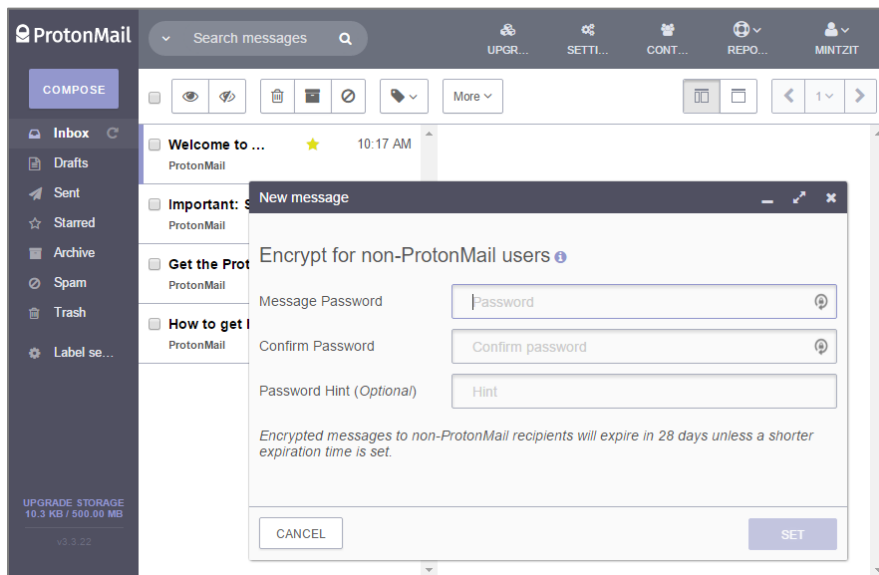 ProtonMail
Search messages
UPGR...
SETTI...
CONT...
REPO...
MINTZIT
COMPOSE
More
1
Inbox
Drafts
Sent
Starred
Archive
Spam
Trash
Label se...
UPGRADE STORAGE
10.3 KB / 500.00 MB
v3.3.22
Welcome to ...
10:17 AM
ProtonMail
Important: S
ProtonMail
Get the Prot
ProtonMail
How to get
ProtonMail
New message
Encrypt for non-ProtonMail users
Message Password
Password
Confirm Password
Confirm password
Password Hint (Optional)
Hint
Encrypted messages to non-ProtonMail recipients will expire in 28 days unless a shorter
expiration time is set.
CANCEL
SET